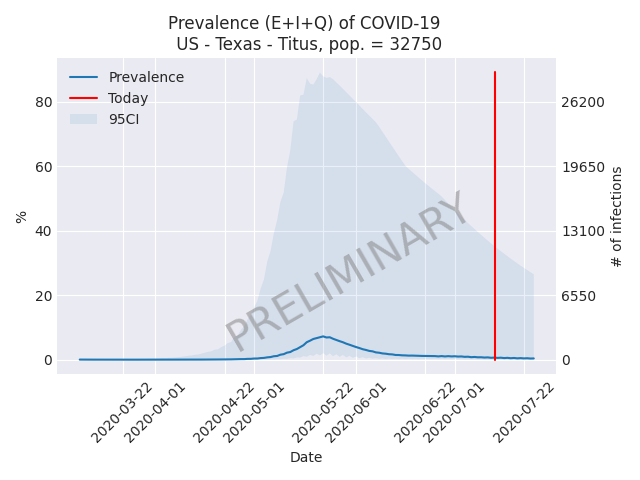 Prevalence (E+I+Q) of COVID-19
US - Texas - Titus, pop. = 32750
Prevalence
Today
95CI
80
60
40
20
0
%
26200
19650
13100
6550
0
# of infections
PRELIMINARY
2020-03-22
2020-04-01
2020-04-22
2020-05-01
2020-05-22
2020-06-01
2020-06-22
2020-07-01
2020-07-22
Date